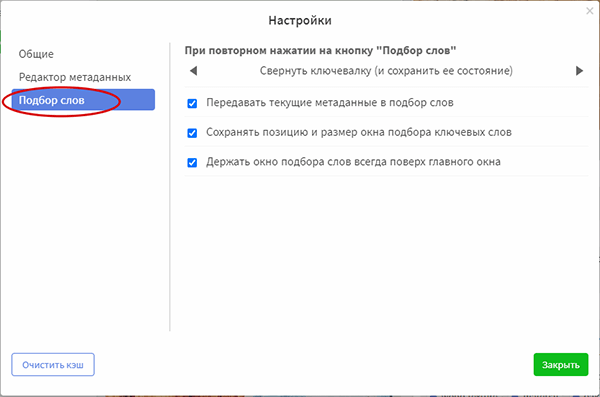 Настройки
Общие
Редактор метаданных
Подбор слов
При повторном нажатии на кнопку "Подбор слов"
Свернуть ключевалку (и сохранить ее состояние)
Передавать текущие метаданные в подбор слов
Сохранять позицию и размер окна подбора ключевых слов
Держать окно подбора слов всегда поверх главного окна
Очистить кэш
Закрыть